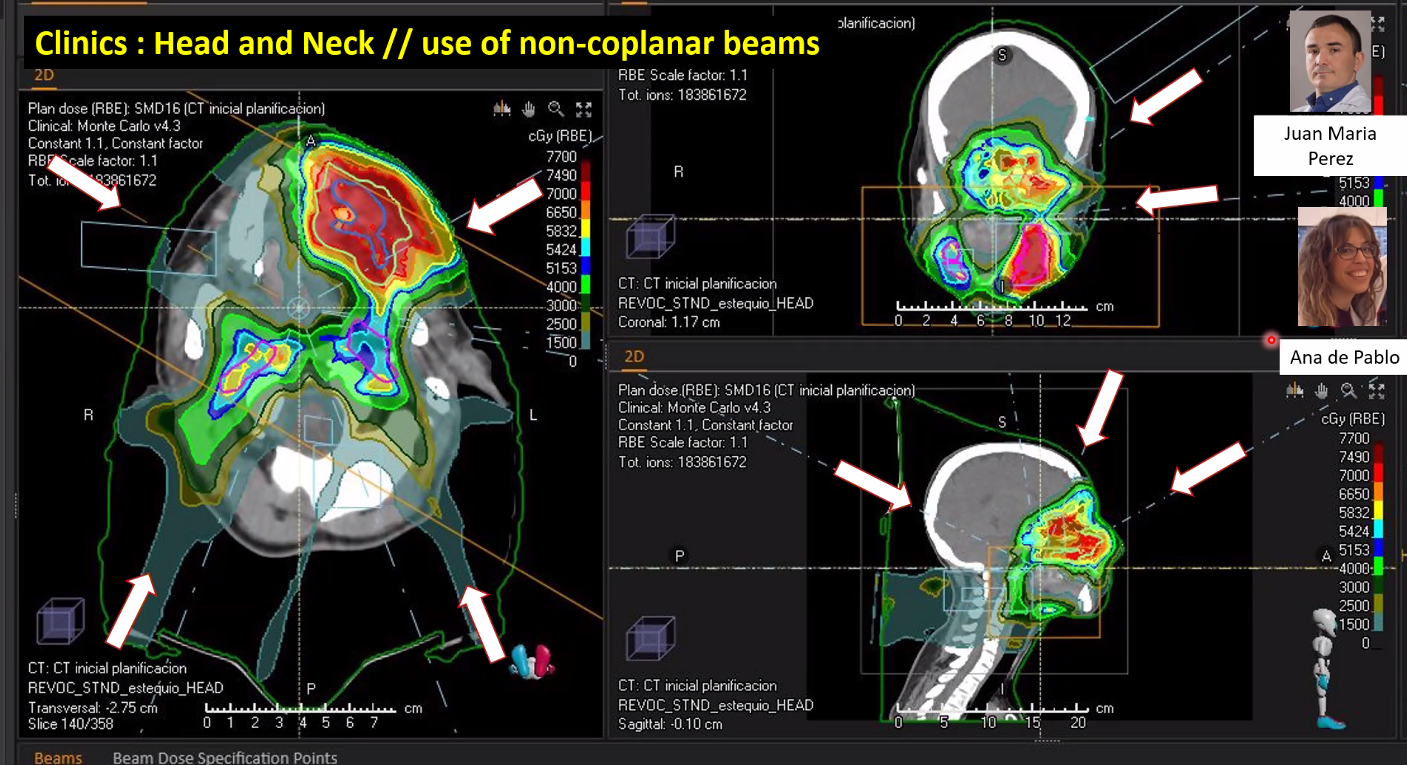 Clinics : Head and Neck // use of non-coplanar beams
2D
Plan dose (RBE): SMD16 (CT inicial planificacion)
Clinical: Monte Carlo v4.3
Constant 1.1, Constant factor
RBE Scale factor: 1.1
Tot. ions: 183861672
A
cGy (RBE)
7700
7490
7000
6650
5832
5424
5153
4000
3000
2500
1500
0
R
L
CT: CT inicial planificacion
REVOC_STND_estequio_HEAD
Transversal: -2.75 cm
Slice 140/358
P
0 1 2 3 4 5 6 7 cm
planificacion)
RBE Scale factor: 1.1
Tot. ions: 183861672
S
R
E)
I
CT: CT inicial planificacion
REVOC_STND_estequio_HEAD
Coronal: 1.17 cm
0 2 4 6 8 10 12 cm
Juan Maria
Perez
5153
4000
Ana de Pablo
2D
Plan dose (RBE): SMD16 (CT inicial planificacion)
Clinical: Monte Carlo v4.3
Constant 1.1, Constant factor
RBE Scale factor: 1.1
Tot. ions: 183861672
S
cGy (RBE)
7700
7490
7000
6650
5832
5424
5153
4000
3000
2500
1500
0
P
A
I
CT: CT inicial planificacion
REVOC_STND_estequio_HEAD
Sagittal: -0.10 cm
0 5 10 15 20 cm
Beams Beam Dose Specification Points